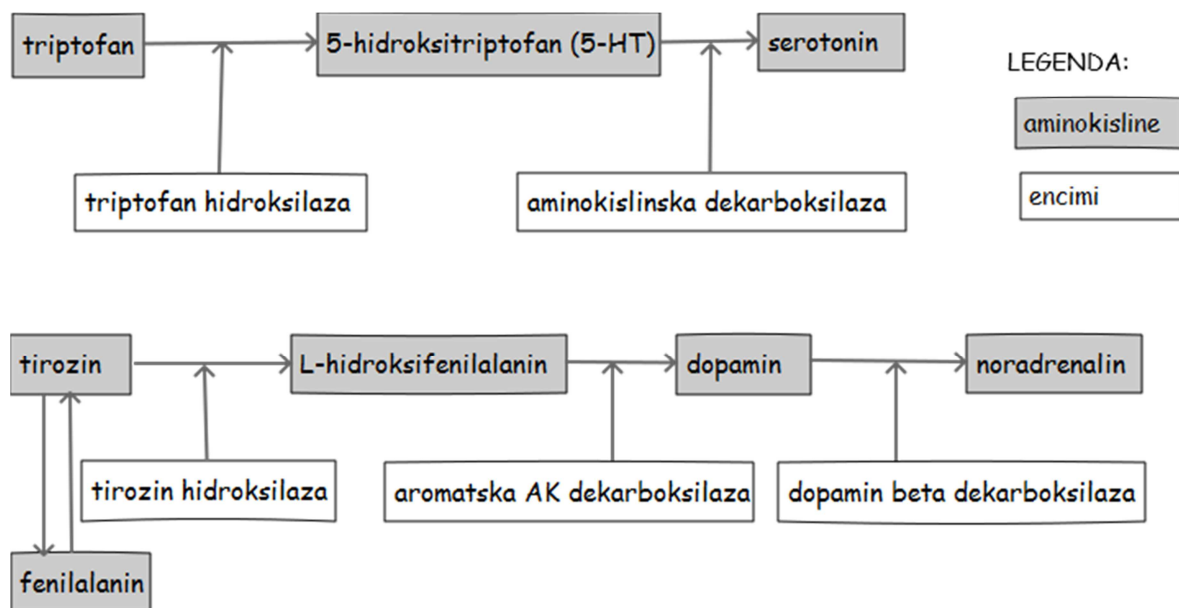 triptofan
5-hidroksitriptofan (5-HT)
serotonin
LEGENDA:
aminokisline
encimi
triptofan hidroksilaza
aminokislinska dekarboksilaza
tirozin
L-hidroksifenilalanin
dopamin
noradrenalin
tirozin hidroksilaza
aromatska AK dekarboksilaza
dopamin beta dekarboksilaza
fenilalanin